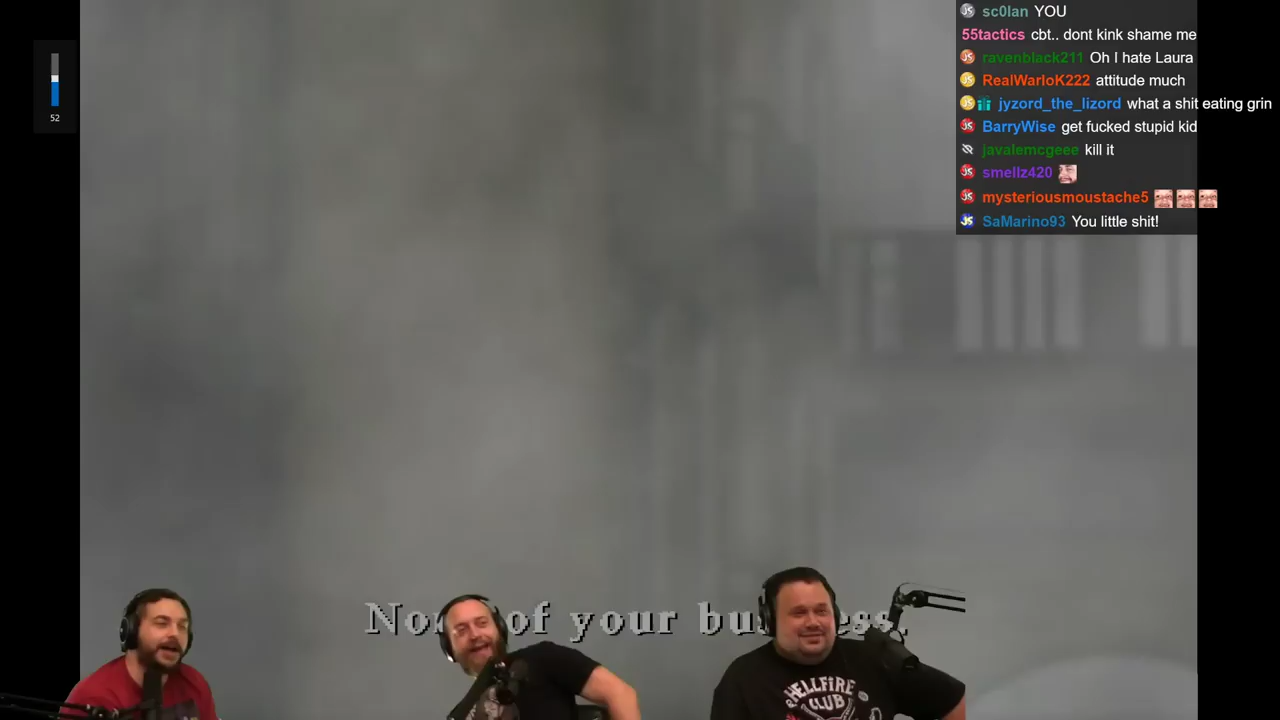 sc0lan YOU
55tactics cbt.. dont kink shame me
ravenblack211 Oh I hate Laura
RealWarloK222 attitude much
jyzord_the_lizord what a shit eating grin
BarryWise get fucked stupid kid
javalemcgeee kill it
smellz420
mysteriousmoustache5
SaMarino93 You little shit!
52
of your
HELLFIRE
CLUB